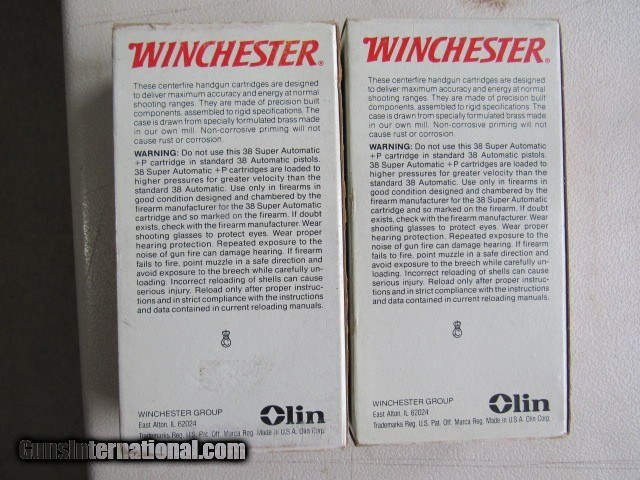 WINCHESTER®
These centerfire handgun cartridges are designed
to deliver maximum accuracy and energy at normal
shooting ranges. They are made of precision built
components, assembled to rigid specifications. The
case is drawn from specially formulated brass made
in our own mill. Non-corrosive priming will not
cause rust or corrosion.
WARNING: Do not use this 38 Super Automatic
+P cartridge in standard 38 Automatic pistols.
38 Super Automatic +P cartridges are loaded to
higher pressures for greater velocity than the
standard 38 Automatic. Use only in firearms in
good condition designed and chambered by the
firearm manufacturer for the 38 Super Automatic
cartridge and so marked on the firearm. If doubt
exists, check with the firearm manufacturer. Wear
shooting glasses to protect eyes. Wear proper
hearing protection. Repeated exposure to the
noise of gun fire can damage hearing. If firearm
fails to fire, point muzzle in a safe direction and
avoid exposure to the breech while carefully un-
loading. Incorrect reloading of shells can cause
serious injury. Reload only after proper instruc-
tions and in strict compliance with the instructions
and data contained in current reloading manuals.
WINCHESTER GROUP
East Alton, IL 62024
Olin
Trademarks Reg. U.S. Pat. Off. Marca Reg. Made in U.S.A. Olin Corp.
WINCHESTER®
These centerfire handgun cartridges are designed
to deliver maximum accuracy and energy at normal
shooting ranges. They are made of precision built
components, assembled to rigid specifications. The
case is drawn from specially formulated brass made
in our own mill. Non-corrosive priming will not
cause rust or corrosion.
WARNING: Do not use this 38 Super Automatic
+P cartridge in standard 38 Automatic pistols.
38 Super Automatic +P cartridges are loaded to
higher pressures for greater velocity than the
standard 38 Automatic. Use only in firearms in
good condition designed and chambered by the
firearm manufacturer for the 38 Super Automatic
cartridge and so marked on the firearm. If doubt
exists, check with the firearm manufacturer. Wear
shooting glasses to protect eyes. Wear proper
hearing protection. Repeated exposure to the
noise of gun fire can damage hearing. If firearm
fails to fire, point muzzle in a safe direction and
avoid exposure to the breech while carefully un-
loading. Incorrect reloading of shells can cause
serious injury. Reload only after proper instruc-
tions and in strict compliance with the instructions
and data contained in current reloading manuals.
WINCHESTER GROUP
East Alton, IL 62024
Olin
Trademarks Reg. U.S. Pat. Off. Marca Reg. Made in U.S.A. Olin Corp.
GunsInternational.com